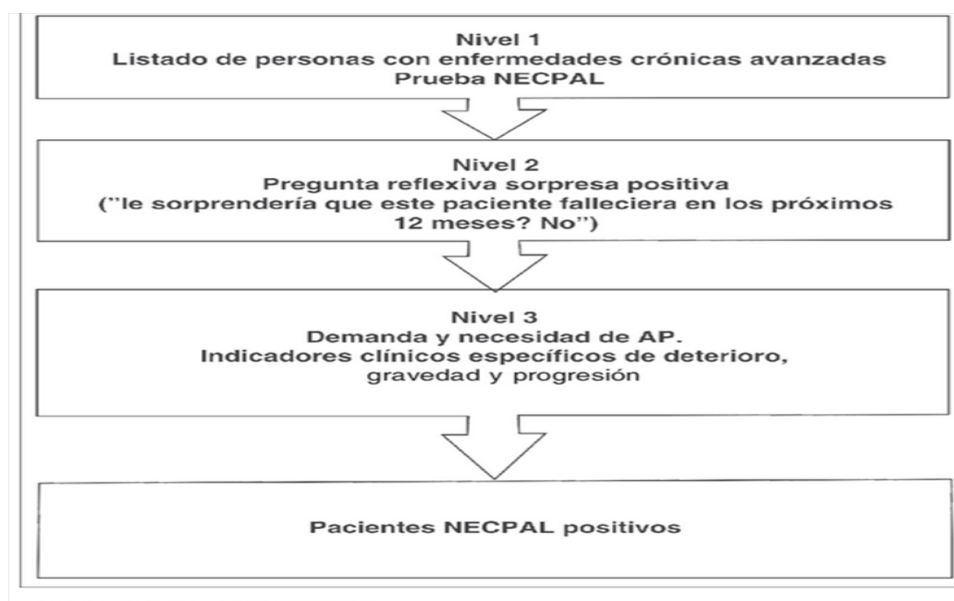 Nivel 1
Listado de personas con enfermedades crónicas avanzadas
Prueba NECPAL
Nivel 2
Pregunta reflexiva sorpresa positiva
("le sorprendería que este paciente falleciera en los próximos
12 meses? No")
Nivel 3
Demanda y necesidad de AP.
Indicadores clínicos específicos de deterioro,
gravedad y progresión
Pacientes NECPAL positivos